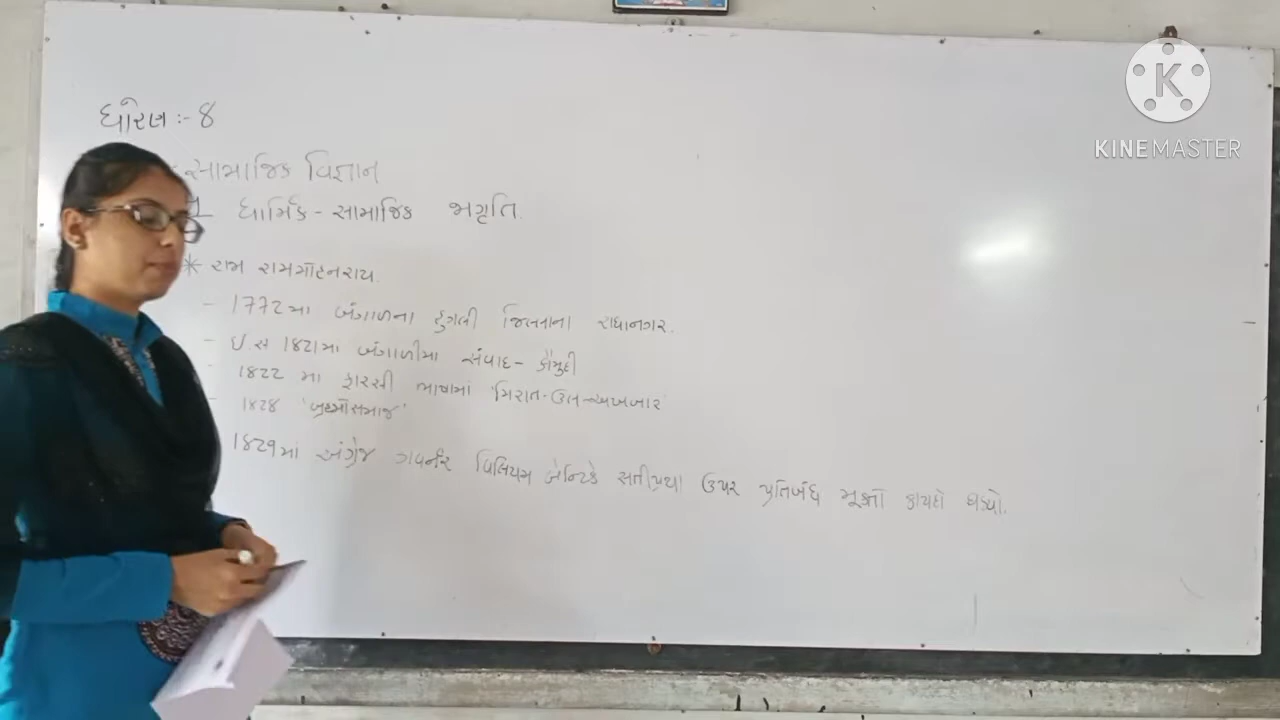 ધોરણ :- 8
સામાજિક વિજ્ઞાન
ધાર્મિક - સામાજિક જાગૃતિ.
* રાજા રામમોહનરાય.
- 1772મા બંગાળના હુગલી જિલ્લાના રાધાનગર.
- ઈ.સ 1821મા બંગાળીમા સંવાદ - કૌમુદી
- 1822 મા ફારસી ભાષામાં 'મિરાત-ઉલ-અખબાર'
- 1828 'બ્રહ્મોસમાજ'
1829માં અંગ્રેજ ગવર્નર વિલિયમ બેન્ટિકે સતીપ્રથા ઉપર પ્રતિબંધ મૂકતો કાયદો ઘડ્યો.
K
KINEMASTER